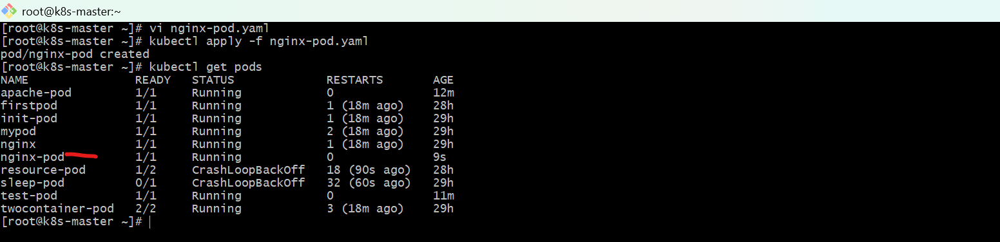 root@k8s-master:~
[root@k8s-master ~]# vi nginx-pod.yaml
[root@k8s-master ~]# kubectl apply -f nginx-pod.yaml
pod/nginx-pod created
[root@k8s-master ~]# kubectl get pods
NAME READY STATUS RESTARTS AGE
apache-pod 1/1 Running 0 12m
firstpod 1/1 Running 1 (18m ago) 28h
init-pod 1/1 Running 1 (18m ago) 29h
mypod 1/1 Running 2 (18m ago) 29h
nginx 1/1 Running 1 (18m ago) 29h
nginx-pod 1/1 Running 0 9s
resource-pod 1/2 CrashLoopBackOff 18 (90s ago) 28h
sleep-pod 0/1 CrashLoopBackOff 32 (60s ago) 29h
test-pod 1/1 Running 0 11m
twocontainer-pod 2/2 Running 3 (18m ago) 29h
[root@k8s-master ~]#